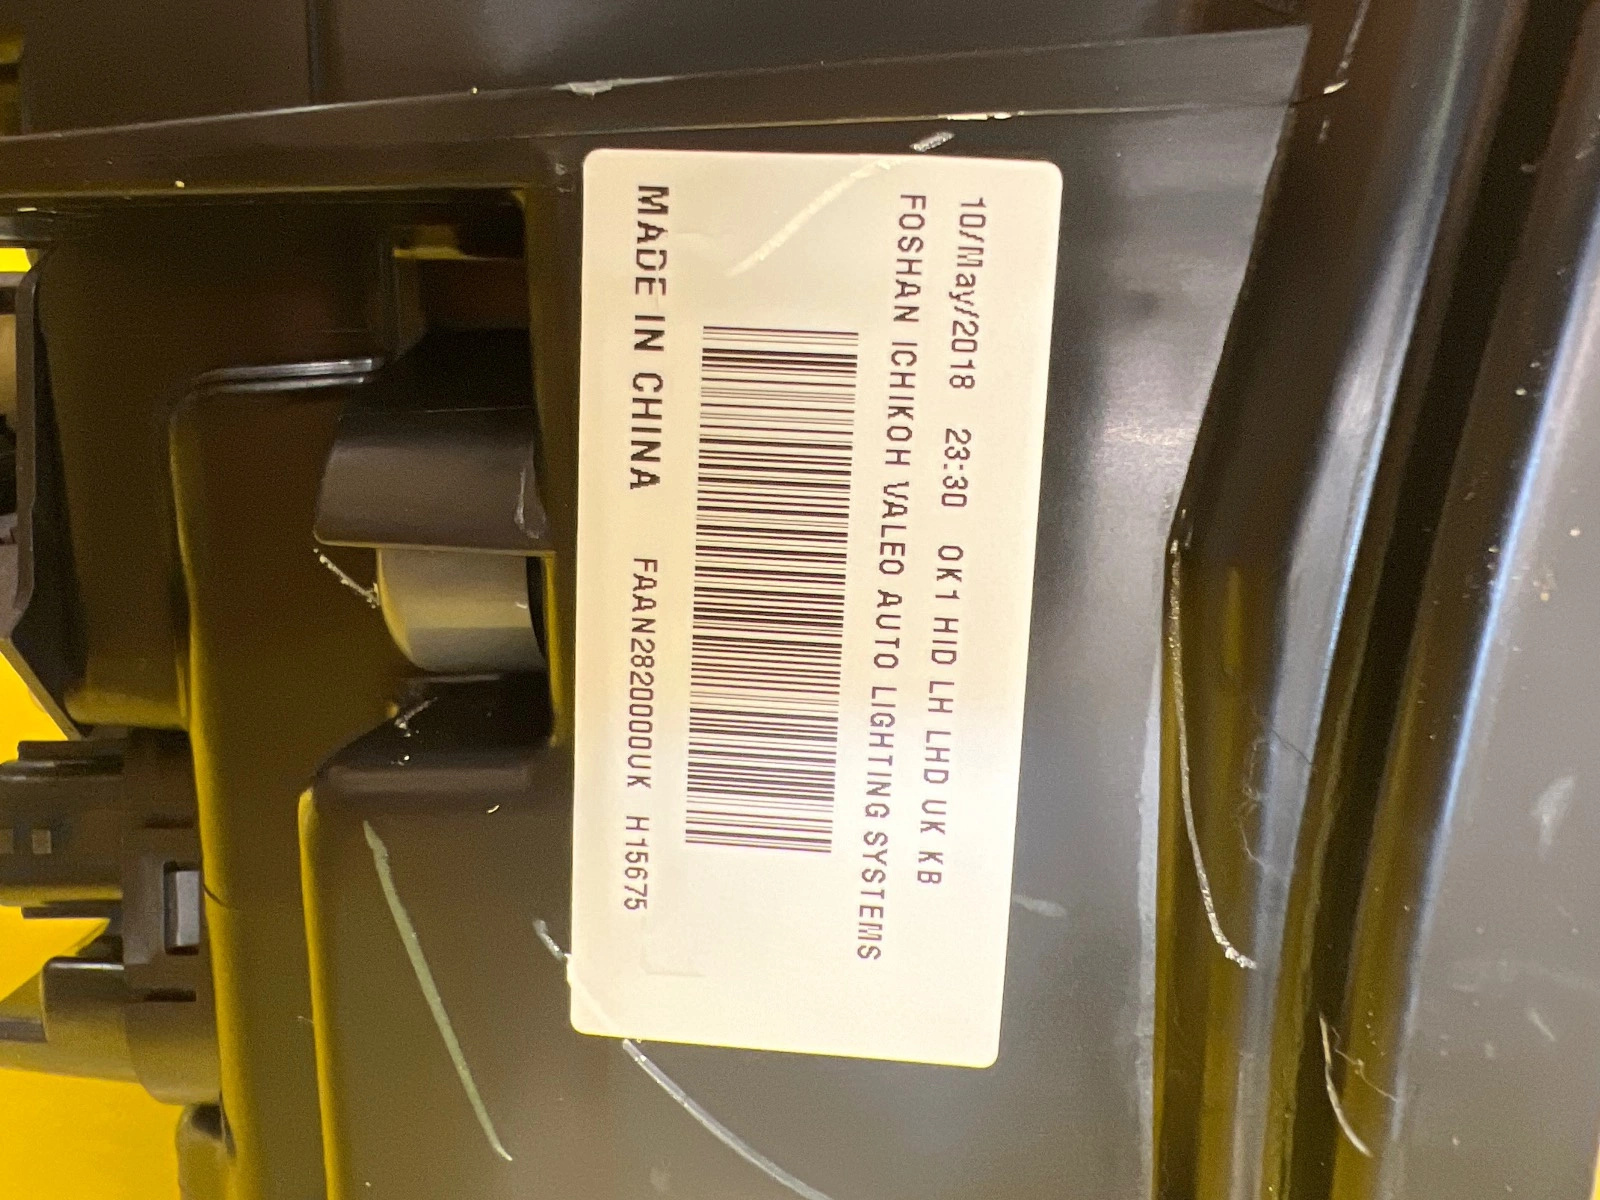 10/May/2018 23:30 OK1 HID LH LHD UK KB
FOSHAN ICHIKOH VALEO AUTO LIGHTING SYSTEMS
MADE IN CHINA FAAN2820000UK H15675